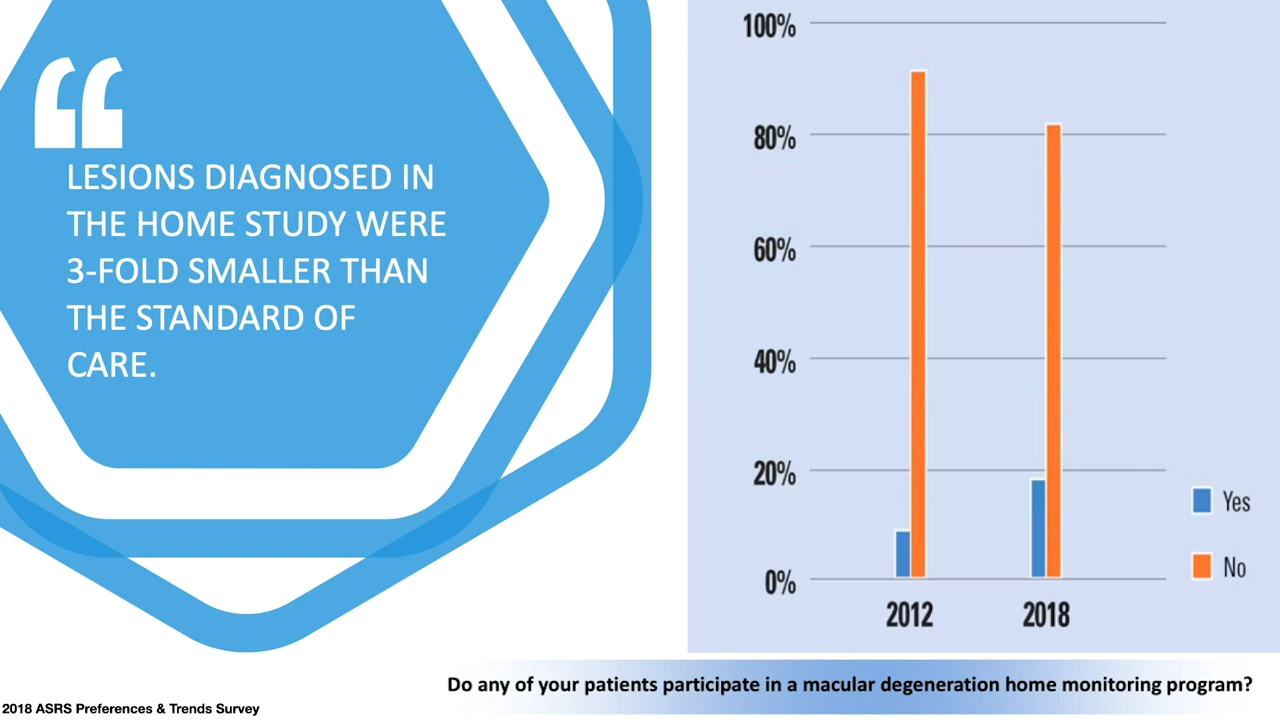 “
LESIONS DIAGNOSED IN
THE HOME STUDY WERE
3-FOLD SMALLER THAN
THE STANDARD OF
CARE.
100%
80%
60%
40%
20%
0%
2012 2018
Yes
No
Do any of your patients participate in a macular degeneration home monitoring program?
2018 ASRS Preferences & Trends Survey